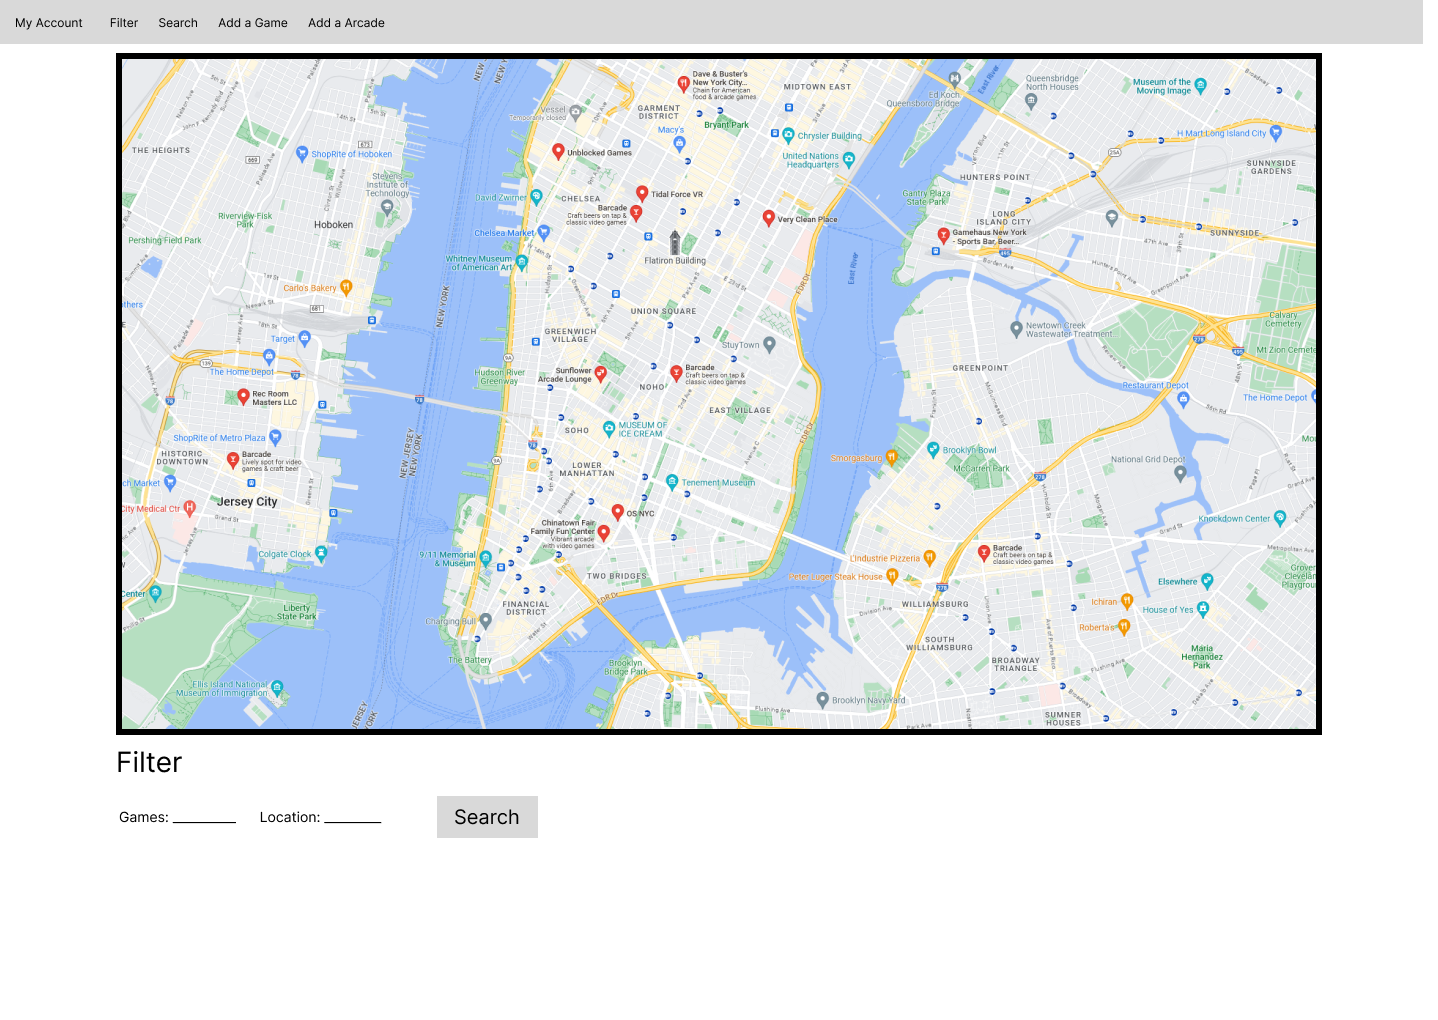 My Account
Filter
Search
Add a Game
Add a Arcade
Dave & Buster's
New York City...
Chain for American
food & arcade games
MIDTOWN EAST
Ed Koch
Queensboro Bridge
East River
Queensbridge
North Houses
Museum of the
Moving Image
Vessel
Temporarily closed
GARMENT
DISTRICT
Bryant Park
Macy's
Chrysler Building
H Mart Long Island City
THE HEIGHTS
ShopRite of Hoboken
Unblocked Games
United Nations
Headquarters
SUNNYSIDE
GARDENS
Stevens
Institute of
Technology
HUNTERS POINT
David Zwirner
CHELSEA
Tidal Force VR
Gantry Plaza
State Park
Barcade
Craft beers on tap &
classic video games
Very Clean Place
LONG
ISLAND CITY
Riverview-Fisk
Park
Hoboken
Chelsea Market
Gamehaus New York
- Sports Bar, Beer...
SUNNYSIDE
Pershing Field Park
Whitney Museum
of American Art
Flatiron Building
East River
Carlo's Bakery
NEW YORK
UNION SQUARE
GREENWICH
VILLAGE
StuyTown
Newtown Creek
Wastewater Treatment...
Calvary
Cemetery
Mt Zion Cemete
Target
The Home Depot
Hudson River
Greenway
Sunflower
Arcade Lounge
NOHO
Barcade
Craft beers on tap &
classic video games
GREENPOINT
Restaurant Depot
The Home Depot
Rec Room
Masters LLC
EAST VILLAGE
MUSEUM OF
ICE CREAM
SOHO
ShopRite of Metro Plaza
NEW JERSEY
NEW YORK
HISTORIC
DOWNTOWN
Barcade
Lively spot for video
games & craft beer
Smorgasburg
Brooklyn Bowl
McCarren Park
National Grid Depot
LOWER
MANHATTAN
Tenement Museum
ch Market
Jersey City
City Medical Ctr
OS NYC
Knockdown Center
Chinatown Fair
Family Fun Center
Vibrant arcade
with video games
Colgate Clock
9/11 Memorial
& Museum
L'industrie Pizzeria
Barcade
Craft beers on tap &
classic video games
TWO BRIDGES
FDR Dr
Peter Luger Steak House
Elsewhere
Center
Liberty
State Park
FINANCIAL
DISTRICT
WILLIAMSBURG
Ichiran
House of Yes
Charging Bull
Roberta's
SOUTH
WILLIAMSBURG
The Battery
Brooklyn
Bridge Park
BROADWAY
TRIANGLE
Maria
Hernandez
Park
Ellis Island National
Museum of Immigration
Brooklyn Navy Yard
Flushing Ave
SUMNER
HOUSES
Filter
Games: _________ Location: ________
Search